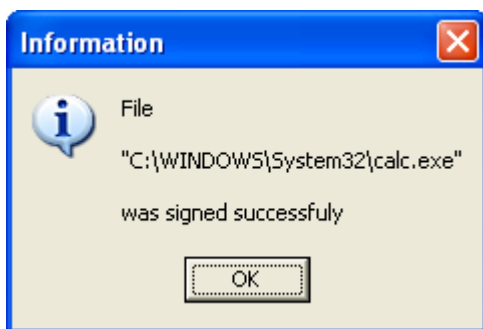 Information
File
"C:\WINDOWS\System32\calc.exe"
was signed successfuly
OK